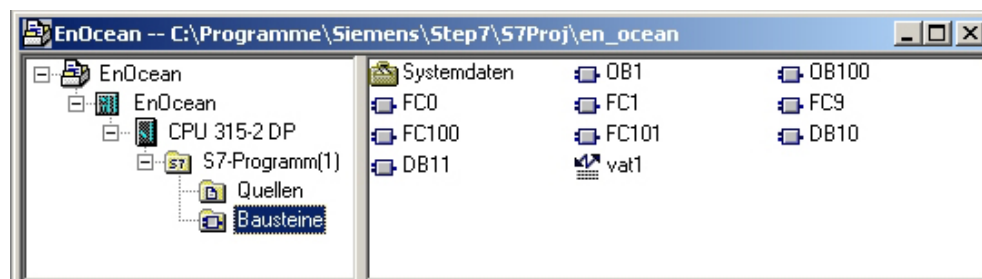 EnOcean -- C:\Programme\Siemens\Step7\S7Proj\en_ocean
EnOcean
EnOcean
CPU 315-2 DP
S7-Programm(1)
Quellen
Bausteine
Systemdaten OB1 OB100
FC0 FC1 FC9
FC100 FC101 DB10
DB11 vat1